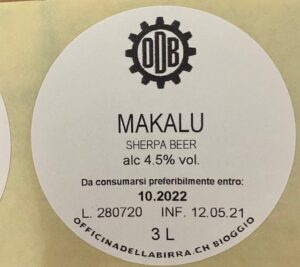 ODB
MAKALU
SHERPA BEER
alc 4.5% vol.
Da consumarsi preferibilmente entro:
10.2022
L. 280720 INF. 12.05.21
3 L
OFFICINADELLABIRRA.CH BIOGGIO